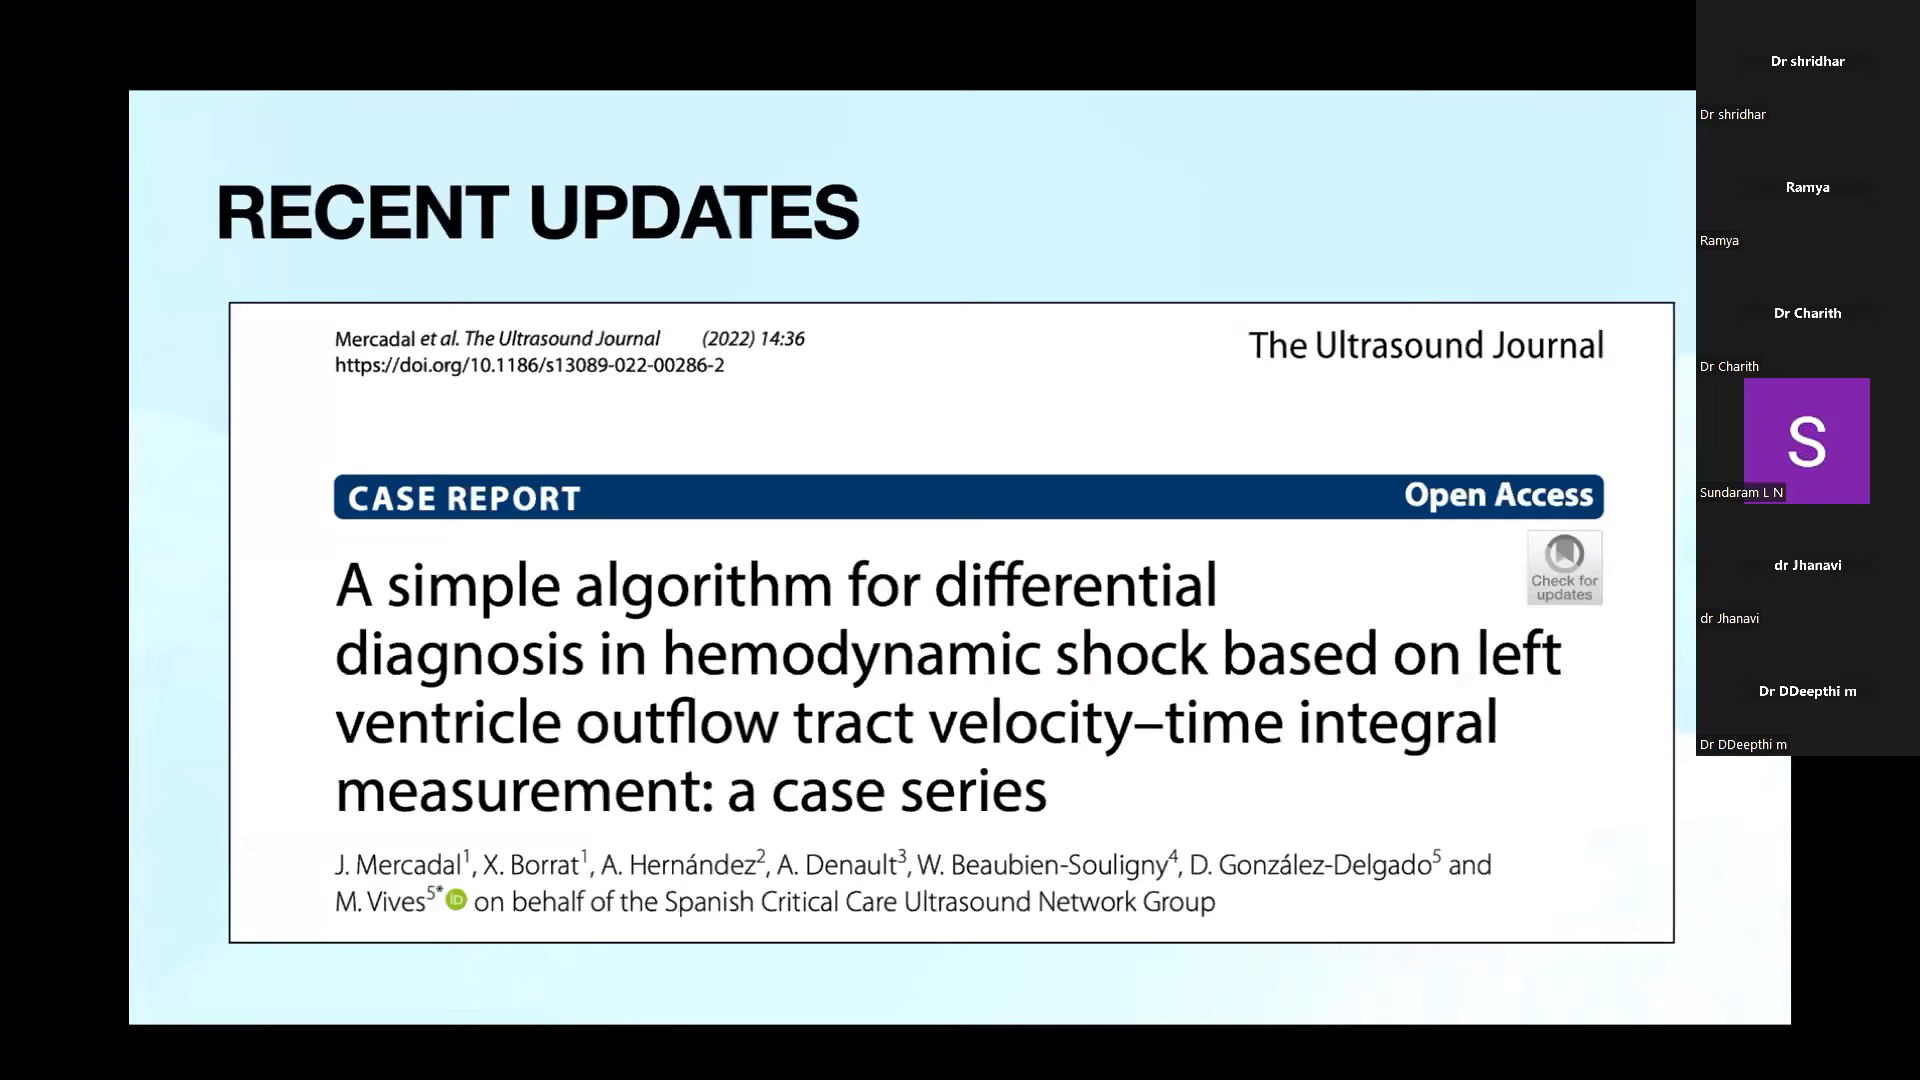 RECENT UPDATES
Mercadal et al. The Ultrasound Journal (2022) 14:36
https://doi.org/10.1186/s13089-022-00286-2
The Ultrasound Journal
CASE REPORT
Open Access
A simple algorithm for differential
diagnosis in hemodynamic shock based on left
ventricle outflow tract velocity–time integral
measurement: a case series
Check for
updates
J. Mercadal1, X. Borrat1, A. Hernández2, A. Denault3, W. Beaubien-Souligny4, D. González-Delgado5 and
M. Vives5* iD on behalf of the Spanish Critical Care Ultrasound Network Group
Dr shridhar
Dr shridhar
Ramya
Ramya
Dr Charith
Dr Charith
S
Sundaram L N
dr Jhanavi
dr Jhanavi
Dr DDeepthi m
Dr DDeepthi m